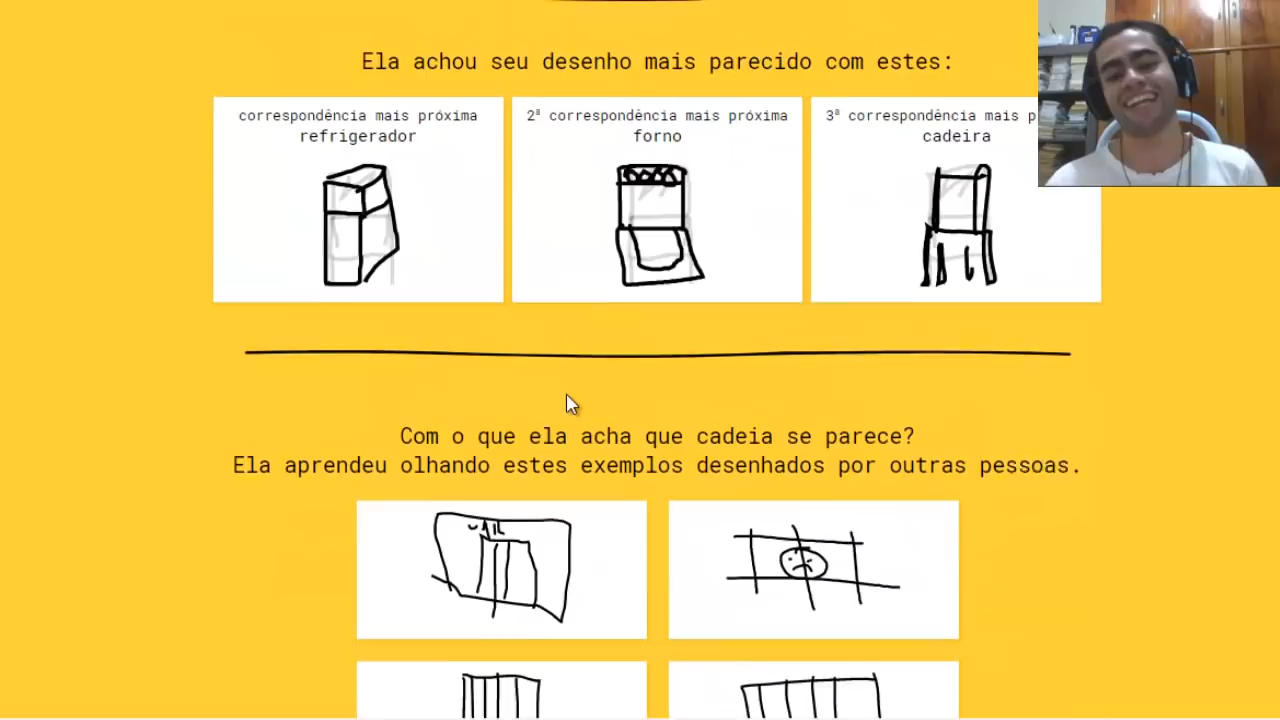 Ela achou seu desenho mais parecido com estes:
correspondência mais próxima
refrigerador
2ª correspondência mais próxima
forno
3ª correspondência mais p
cadeira
Com o que ela acha que cadeia se parece?
Ela aprendeu olhando estes exemplos desenhados por outras pessoas.